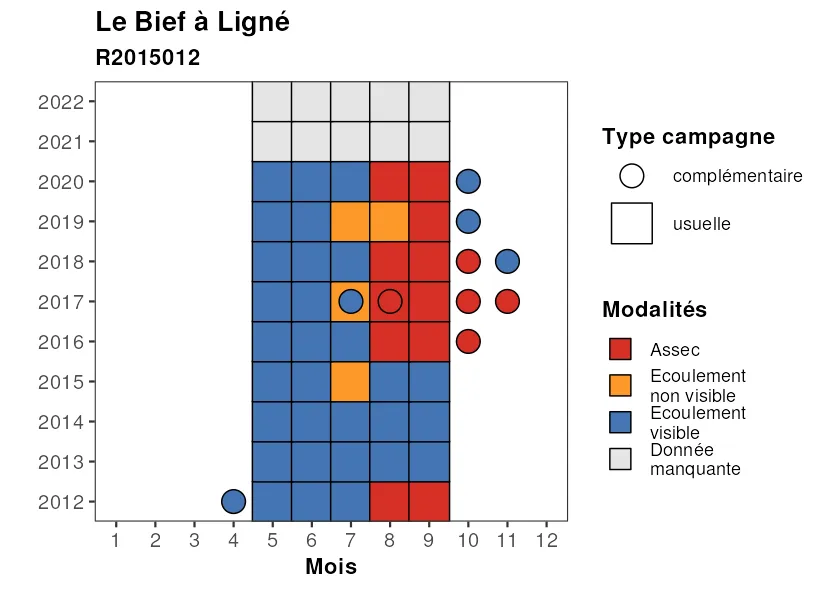 Le Bief à Ligné
R2015012
2022
2021
2020
2019
2018
2017
2016
2015
2014
2013
2012
1 2 3 4 5 6 7 8 9 10 11 12
Mois
Type campagne
complémentaire
usuelle
Modalités
Assec
Ecoulement
non visible
Ecoulement
visible
Donnée
manquante